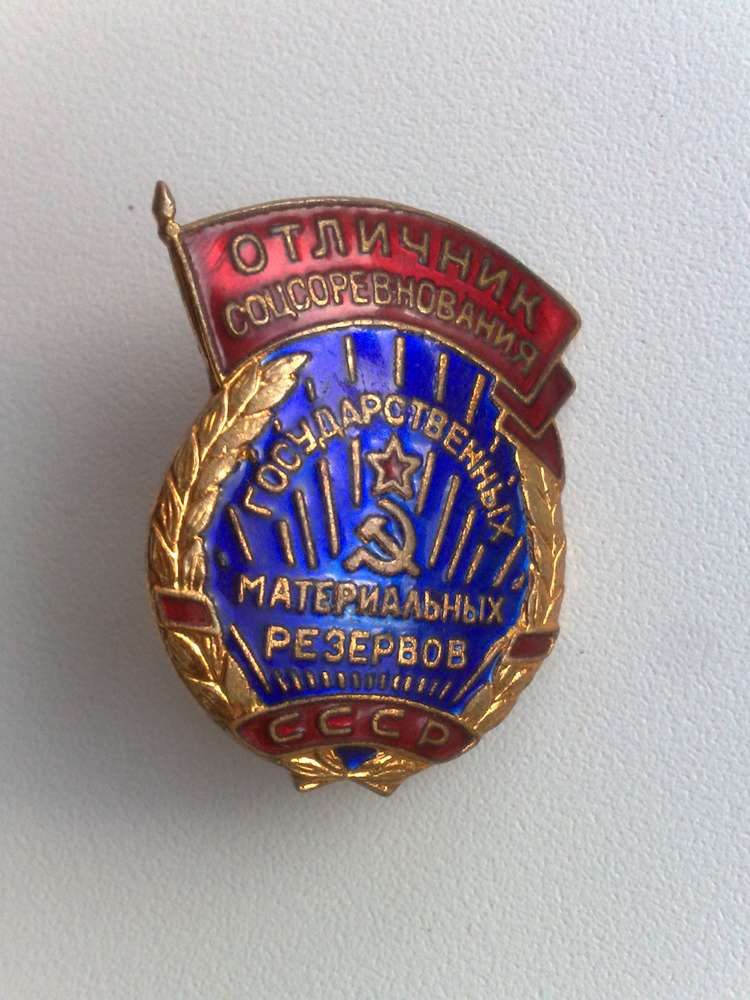 ОТЛИЧНИК
СОЦСОРЕВНОВАНИЯ
ГОСУДАРСТВЕННЫХ
МАТЕРИАЛЬНЫХ
РЕЗЕРВОВ
СССР